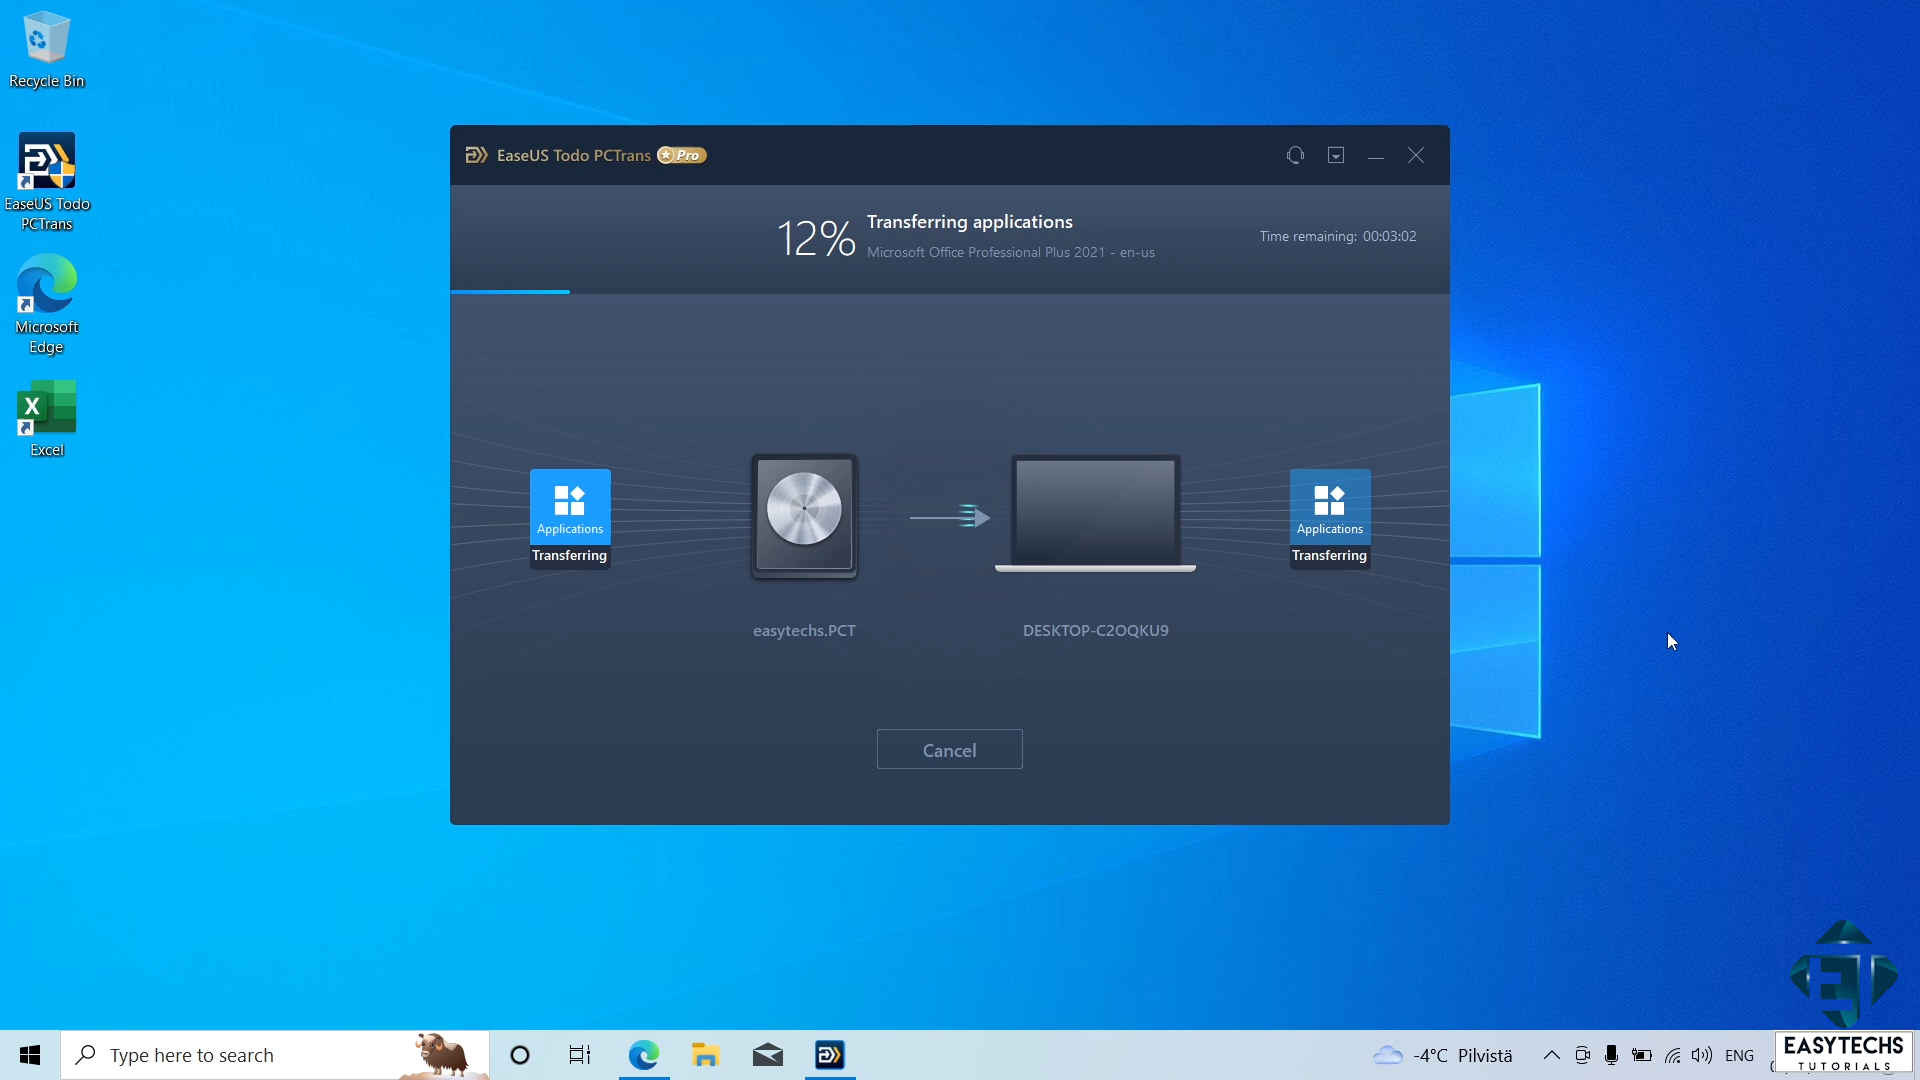 Recycle Bin
EaseUS Todo
PCTrans
Microsoft
Edge
X
Excel
EaseUS Todo PCTrans Pro
12%
Transferring applications
Microsoft Office Professional Plus 2021 - en-us
Time remaining: 00:03:02
Applications
Transferring
Applications
Transferring
easytechs.PCT
DESKTOP-C2OQKU9
Cancel
Type here to search
-4°C Pilvistä
ENG
EASYTECHS
TUTORIALS